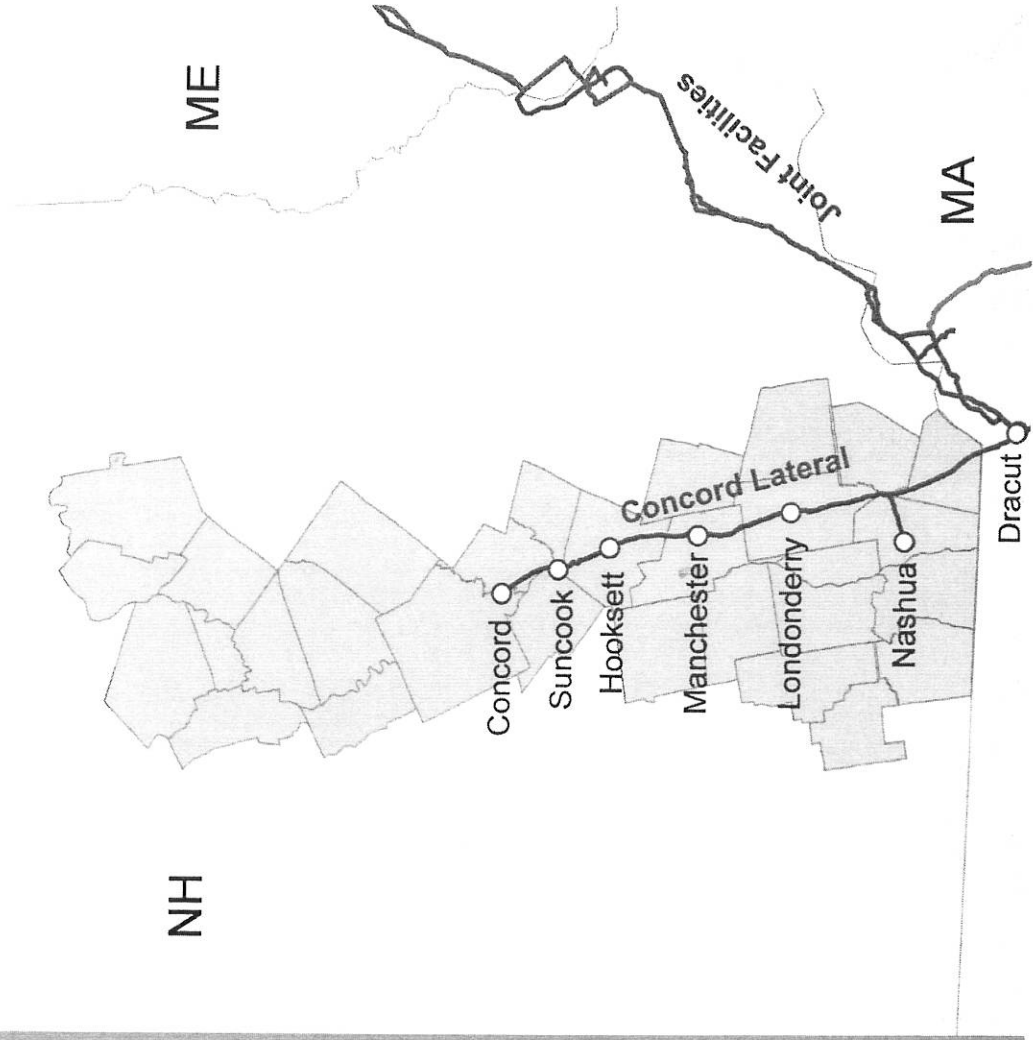 ME
NH
Joint Facilities
MA
Concord Lateral
Concord
Suncook
Hooksett
Manchester
Londonderry
Nashua
Dracut